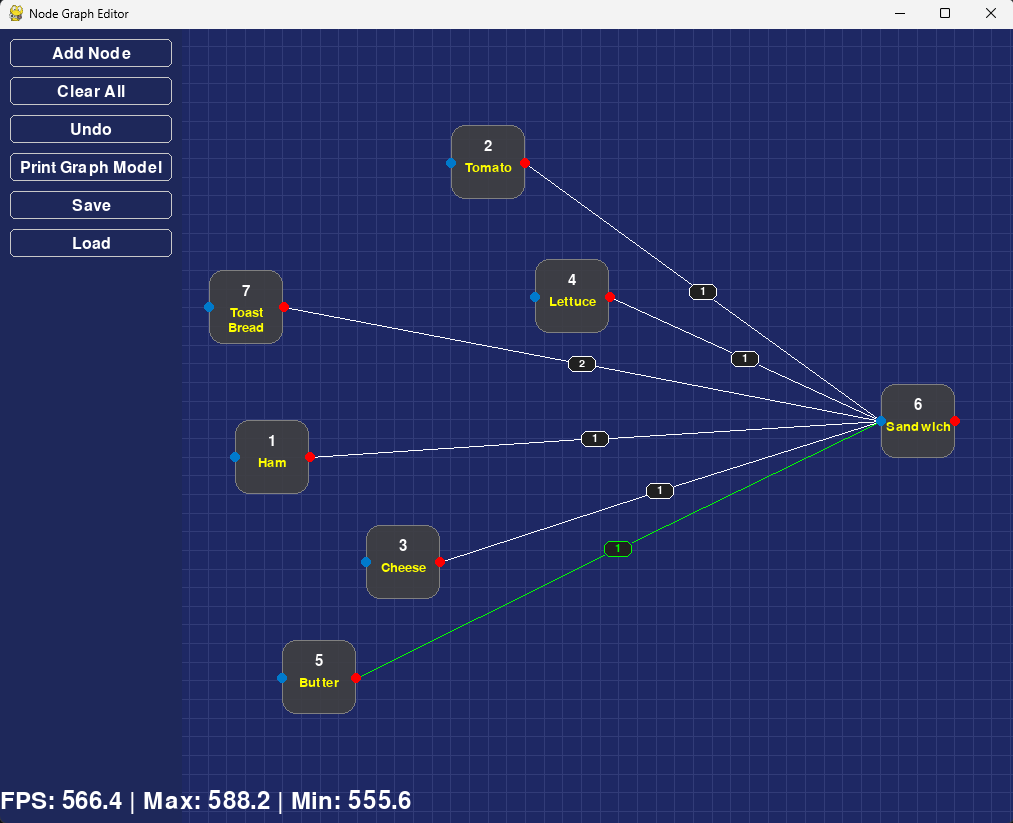 Node Graph Editor
Add Node
Clear All
Undo
Print Graph Model
Save
Load
2
Tomato
4
Lettuce
7
Toast
Bread
1
1
2
6
Sandwich
1
Ham
1
1
3
Cheese
1
5
Butter
FPS: 566.4 | Max: 588.2 | Min: 555.6